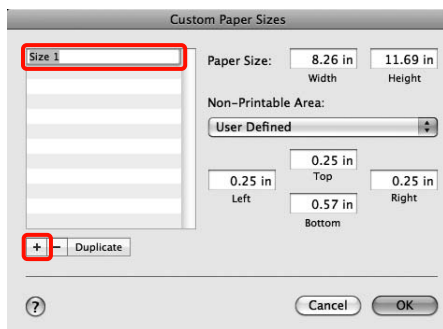 Custom Paper Sizes
Size 1
Paper Size:
8.26 in
11.69 in
Width
Height
Non-Printable Area:
User Defined
0.25 in
Top
0.25 in
0.25 in
Left
Right
0.57 in
Bottom
+ − Duplicate
?
Cancel
OK